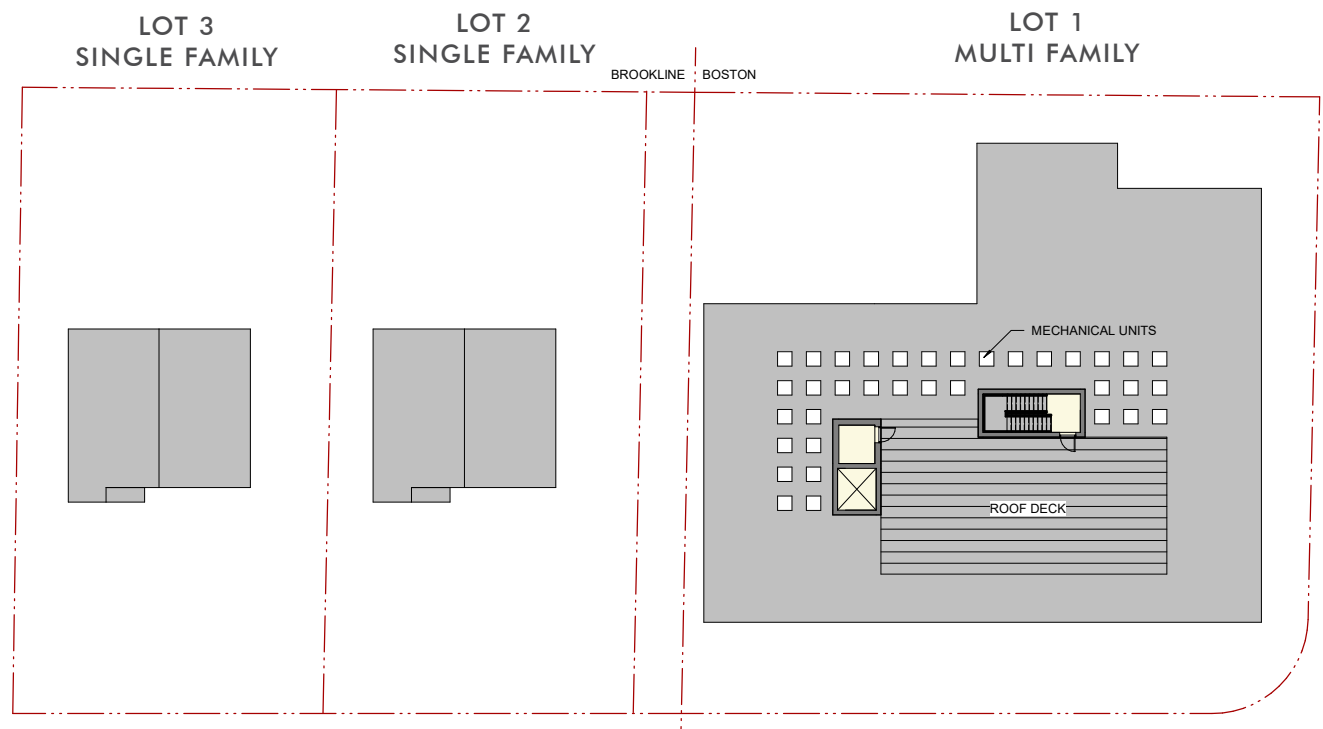 LOT 3
SINGLE FAMILY
LOT 2
SINGLE FAMILY
LOT 1
MULTI FAMILY
BROOKLINE
BOSTON
MECHANICAL UNITS
ROOF DECK